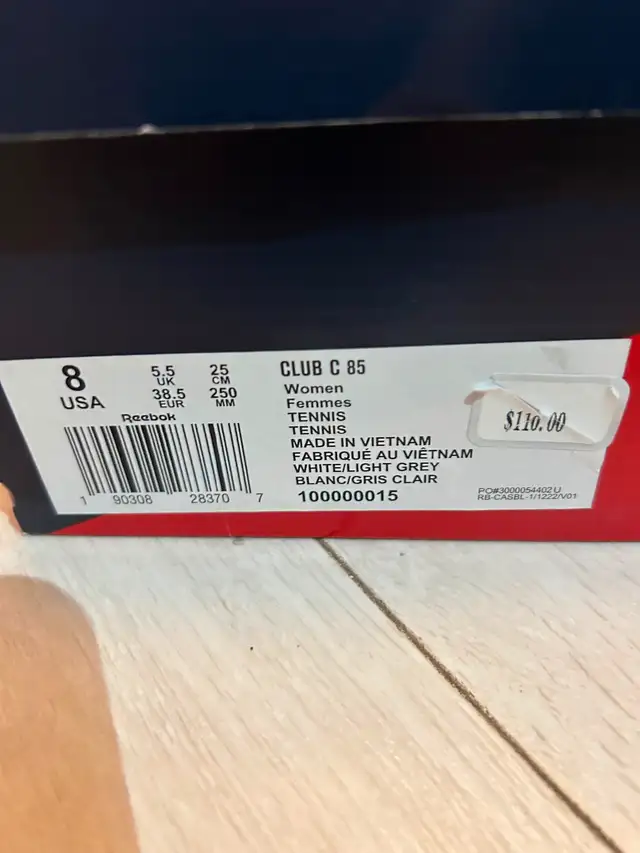 8
USA
5.5
UK
38.5
EUR
25
CM
250
MM
Reebok
1 90308 28370 7
CLUB C 85
Women
Femmes
TENNIS
TENNIS
MADE IN VIETNAM
FABRIQUÉ AU VIÊTNAM
WHITE/LIGHT GREY
BLANC/GRIS CLAIR
100000015
$110.00
PO#3000054402 U
RB-CASBL-1/1222/V01